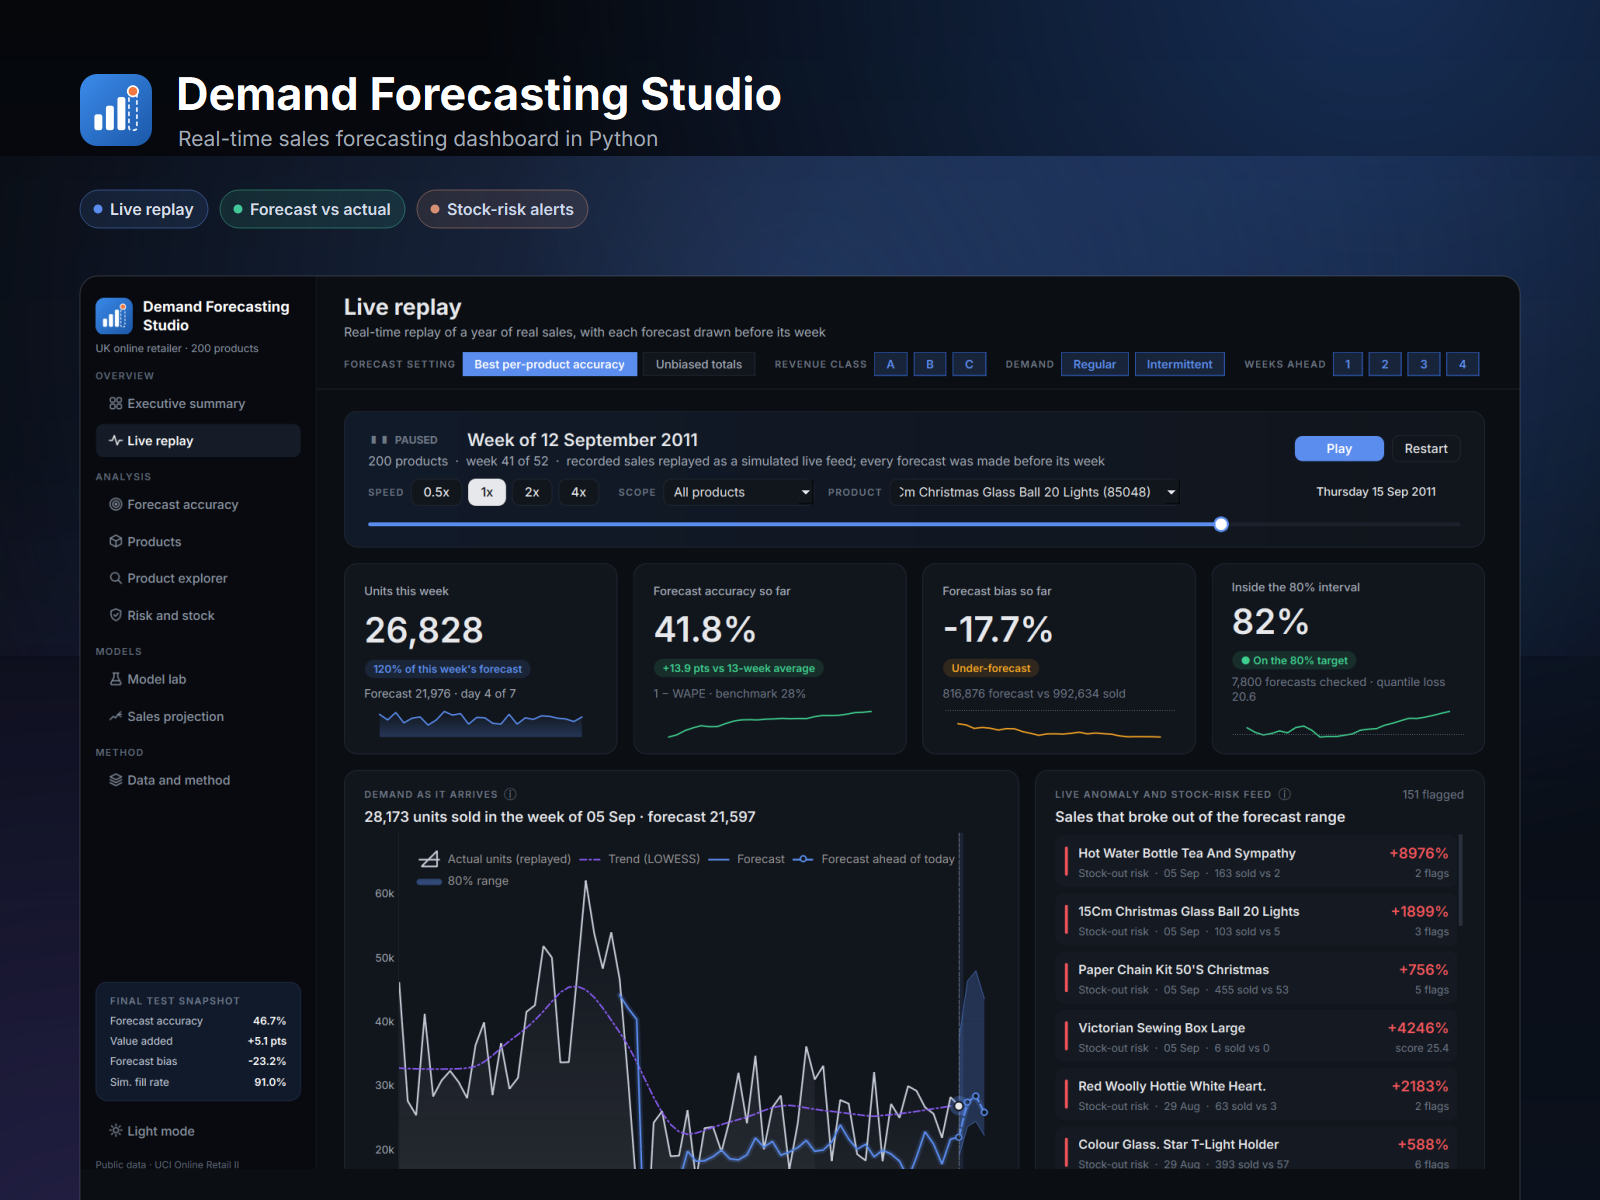 Demand Forecasting Studio
Real-time sales forecasting dashboard in Python
Live replay
Forecast vs actual
Stock-risk alerts
Demand Forecasting
Studio
UK online retailer · 200 products
OVERVIEW
Executive summary
Live replay
ANALYSIS
Forecast accuracy
Products
Product explorer
Risk and stock
MODELS
Model lab
Sales projection
METHOD
Data and method
FINAL TEST SNAPSHOT
Forecast accuracy 46.7%
Value added +5.1 pts
Forecast bias -23.2%
Sim. fill rate 91.0%
Light mode
Public data · UCI Online Retail II
Live replay
Real-time replay of a year of real sales, with each forecast drawn before its week
FORECAST SETTING Best per-product accuracy Unbiased totals REVENUE CLASS A B C DEMAND Regular Intermittent WEEKS AHEAD 1 2 3 4
PAUSED Week of 12 September 2011
200 products · week 41 of 52 · recorded sales replayed as a simulated live feed; every forecast was made before its week
Play Restart
SPEED 0.5x 1x 2x 4x SCOPE All products PRODUCT Cm Christmas Glass Ball 20 Lights (85048) Thursday 15 Sep 2011
Units this week
26,828
120% of this week's forecast
Forecast 21,976 · day 4 of 7
Forecast accuracy so far
41.8%
+13.9 pts vs 13-week average
1 − WAPE · benchmark 28%
Forecast bias so far
-17.7%
Under-forecast
816,876 forecast vs 992,634 sold
Inside the 80% interval
82%
On the 80% target
7,800 forecasts checked · quantile loss
20.6
DEMAND AS IT ARRIVES ⓘ
28,173 units sold in the week of 05 Sep · forecast 21,597
Actual units (replayed) Trend (LOWESS) Forecast Forecast ahead of today
80% range
60k
50k
40k
30k
20k
LIVE ANOMALY AND STOCK-RISK FEED ⓘ 151 flagged
Sales that broke out of the forecast range
Hot Water Bottle Tea And Sympathy +8976%
Stock-out risk · 05 Sep · 163 sold vs 2 2 flags
15Cm Christmas Glass Ball 20 Lights +1899%
Stock-out risk · 05 Sep · 103 sold vs 5 3 flags
Paper Chain Kit 50'S Christmas +756%
Stock-out risk · 05 Sep · 455 sold vs 53 5 flags
Victorian Sewing Box Large +4246%
Stock-out risk · 05 Sep · 6 sold vs 0 score 25.4
Red Woolly Hottie White Heart. +2183%
Stock-out risk · 29 Aug · 63 sold vs 3 2 flags
Colour Glass. Star T-Light Holder +588%
Stock-out risk · 29 Aug · 393 sold vs 57 6 flags